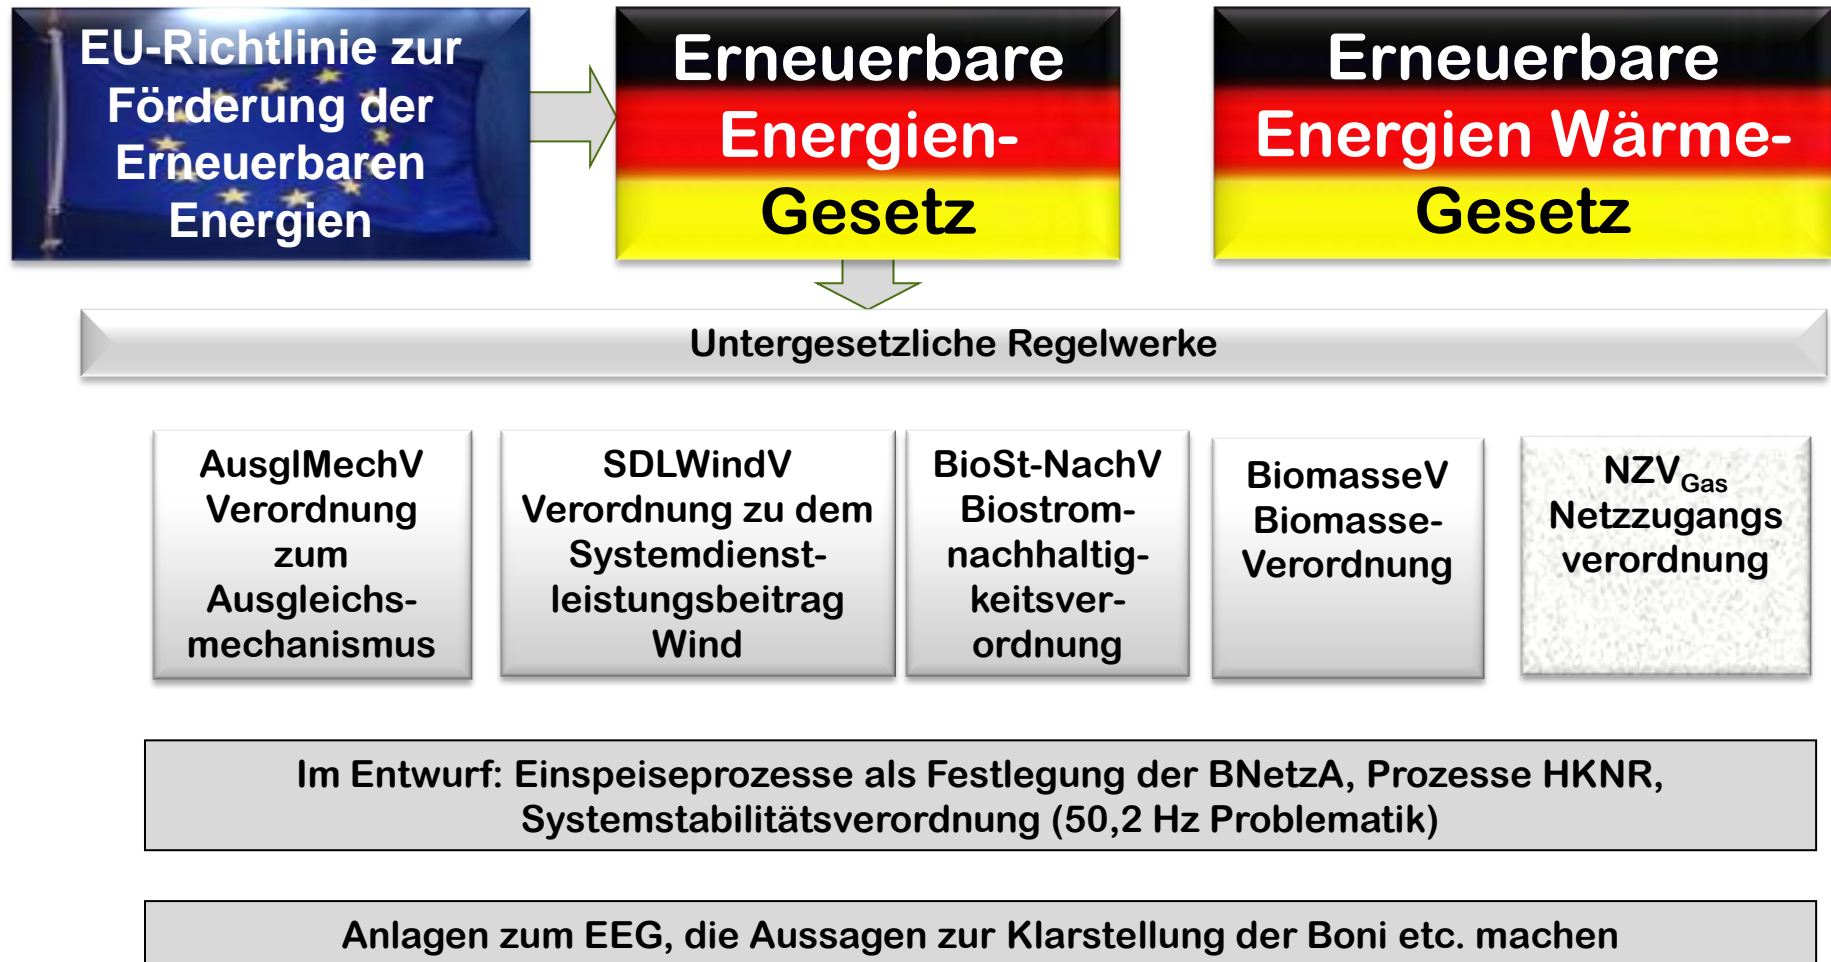 EU-Richtlinie zur
Förderung der
Erneuerbaren
Energien
Erneuerbare
Energien-
Gesetz
Erneuerbare
Energien Wärme-
Gesetz
Untergesetzliche Regelwerke
AusglMechV
Verordnung
zum
Ausgleichs-
mechanismus
SDLWindV
Verordnung zu dem
Systemdienst-
leistungsbeitrag
Wind
BioSt-NachV
Biostrom-
nachhaltig-
keitsver-
ordnung
BiomasseV
Biomasse-
Verordnung
NZVGas
Netzzugangs
verordnung
Im Entwurf: Einspeiseprozesse als Festlegung der BNetzA, Prozesse HKNR,
Systemstabilitätsverordnung (50,2 Hz Problematik)
Anlagen zum EEG, die Aussagen zur Klarstellung der Boni etc. machen